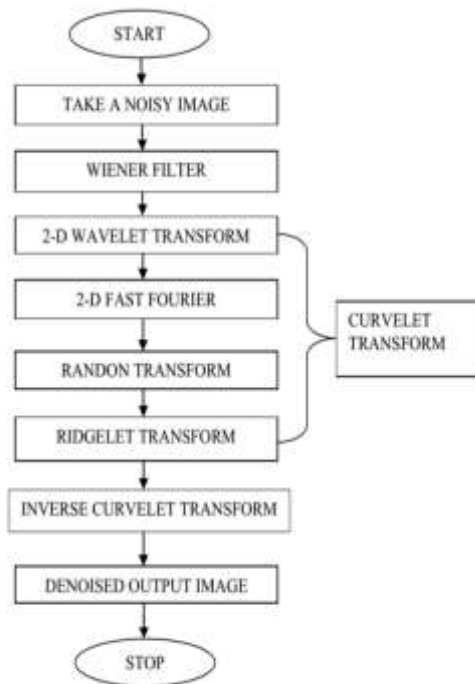 START
TAKE A NOISY IMAGE
WIENER FILTER
2-D WAVELET TRANSFORM
2-D FAST FOURIER
CURVELET
TRANSFORM
RANDON TRANSFORM
RIDGELET TRANSFORM
INVERSE CURVELET TRANSFORM
DENOISED OUTPUT IMAGE
STOP